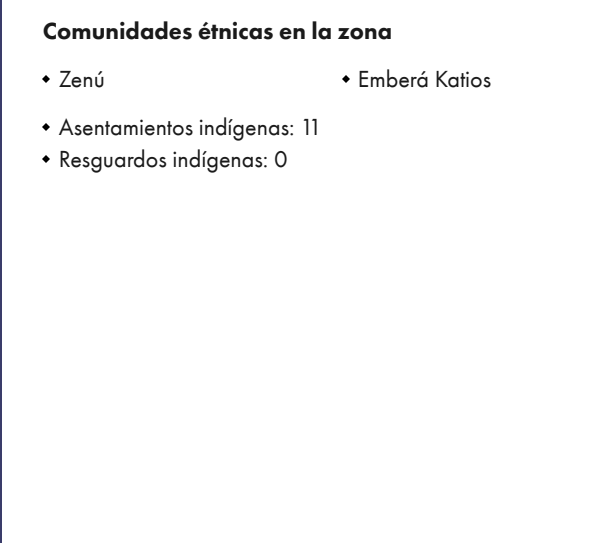 Comunidades étnicas en la zona
◆ Zenú ◆ Emberá Katios
◆ Asentamientos indígenas: 11
◆ Resguardos indígenas: 0